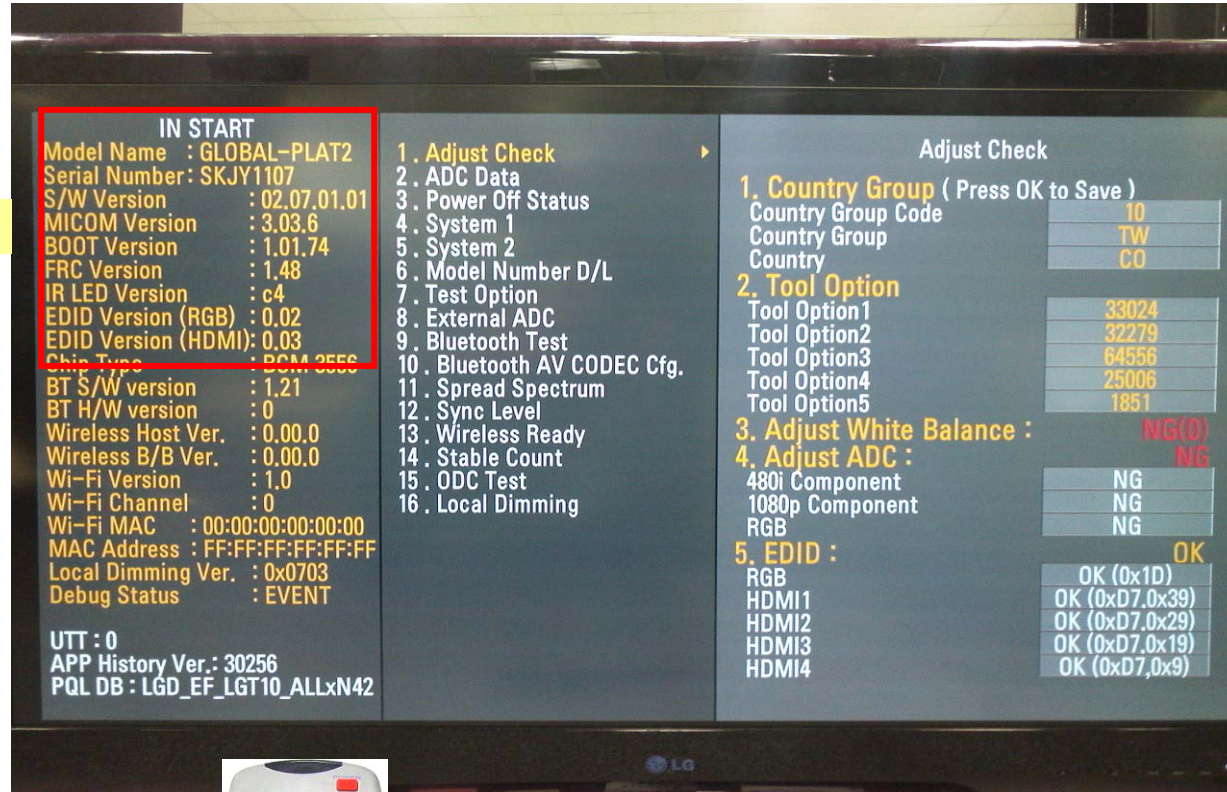 IN START
Model Name : GLOBAL-PLAT2
Serial Number : SKJY1107
S/W Version : 02.07.01.01
MICOM Version : 3.03.6
BOOT Version : 1.01.74
FRC Version : 1.48
IR LED Version : c4
EDID Version (RGB) : 0.02
EDID Version (HDMI): 0.03
Chip Type : BCM 3556
BT S/W version : 1.21
BT H/W version : 0
Wireless Host Ver. : 0.00.0
Wireless B/B Ver. : 0.00.0
Wi-Fi Version : 1.0
Wi-Fi Channel : 0
Wi-Fi MAC : 00:00:00:00:00:00
MAC Address : FF:FF:FF:FF:FF:FF
Local Dimming Ver. : 0x0703
Debug Status : EVENT
UTT : 0
APP History Ver.: 30256
PQL DB : LGD_EF_LGT10_ALLxN42
1 . Adjust Check
2 . ADC Data
3 . Power Off Status
4 . System 1
5 . System 2
6 . Model Number D/L
7 . Test Option
8 . External ADC
9 . Bluetooth Test
10 . Bluetooth AV CODEC Cfg.
11 . Spread Spectrum
12 . Sync Level
13 . Wireless Ready
14 . Stable Count
15 . ODC Test
16 . Local Dimming
Adjust Check
1. Country Group ( Press OK to Save )
Country Group Code 10
Country Group TW
Country CO
2. Tool Option
Tool Option1 33024
Tool Option2 32279
Tool Option3 64556
Tool Option4 25006
Tool Option5 1851
3. Adjust White Balance : NG(0)
4. Adjust ADC : NG
480i Component NG
1080p Component NG
RGB NG
5. EDID : OK
RGB OK (0x1D)
HDMI1 OK (0xD7,0x39)
HDMI2 OK (0xD7,0x29)
HDMI3 OK (0xD7,0x19)
HDMI4 OK (0xD7,0x9)
LG